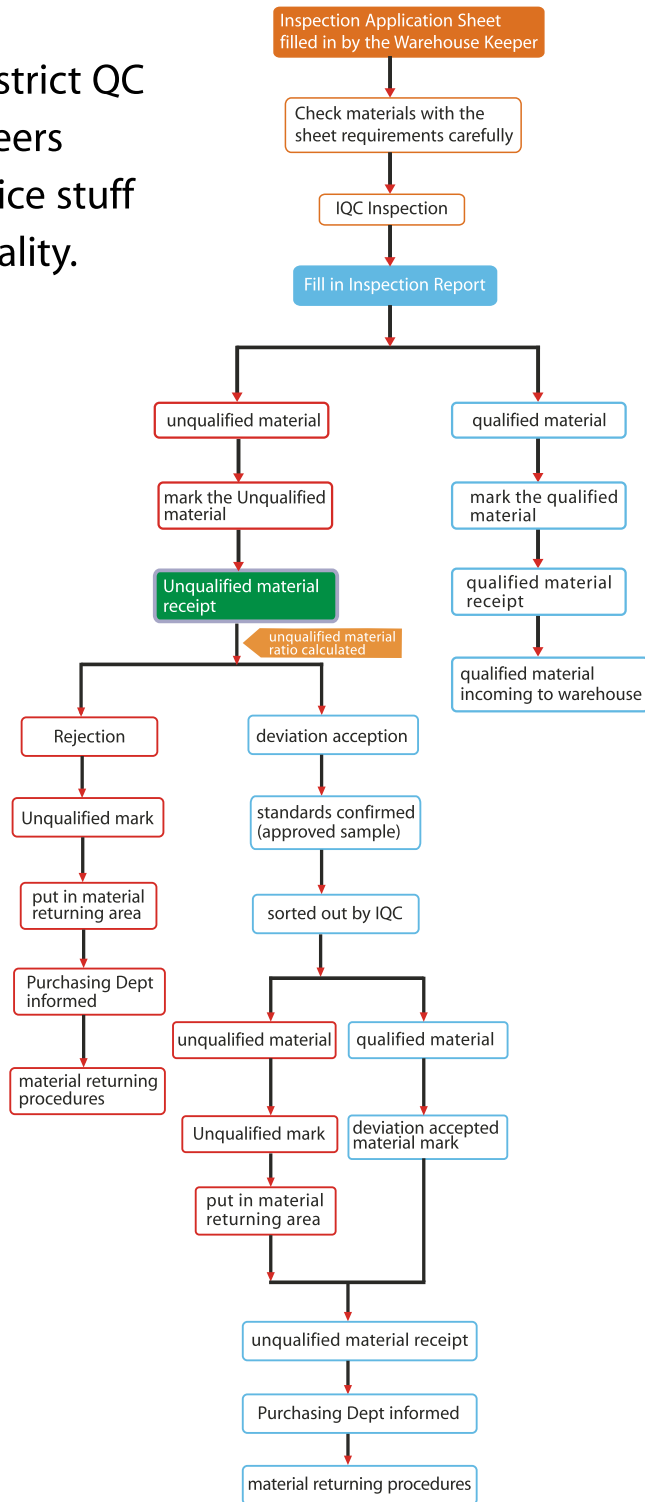 strict QC
eers
ice stuff
ality.
Inspection Application Sheet
filled in by the Warehouse Keeper
Check materials with the
sheet requirements carefully
IQC Inspection
Fill in Inspection Report
unqualified material
qualified material
mark the Unqualified
material
mark the qualified
material
Unqualified material
receipt
qualified material
receipt
unqualified material
ratio calculated
qualified material
incoming to warehouse
Rejection
deviation acception
Unqualified mark
standards confirmed
(approved sample)
put in material
returning area
sorted out by IQC
Purchasing Dept
informed
unqualified material
qualified material
material returning
procedures
Unqualified mark
deviation accepted
material mark
put in material
returning area
unqualified material receipt
Purchasing Dept informed
material returning procedures